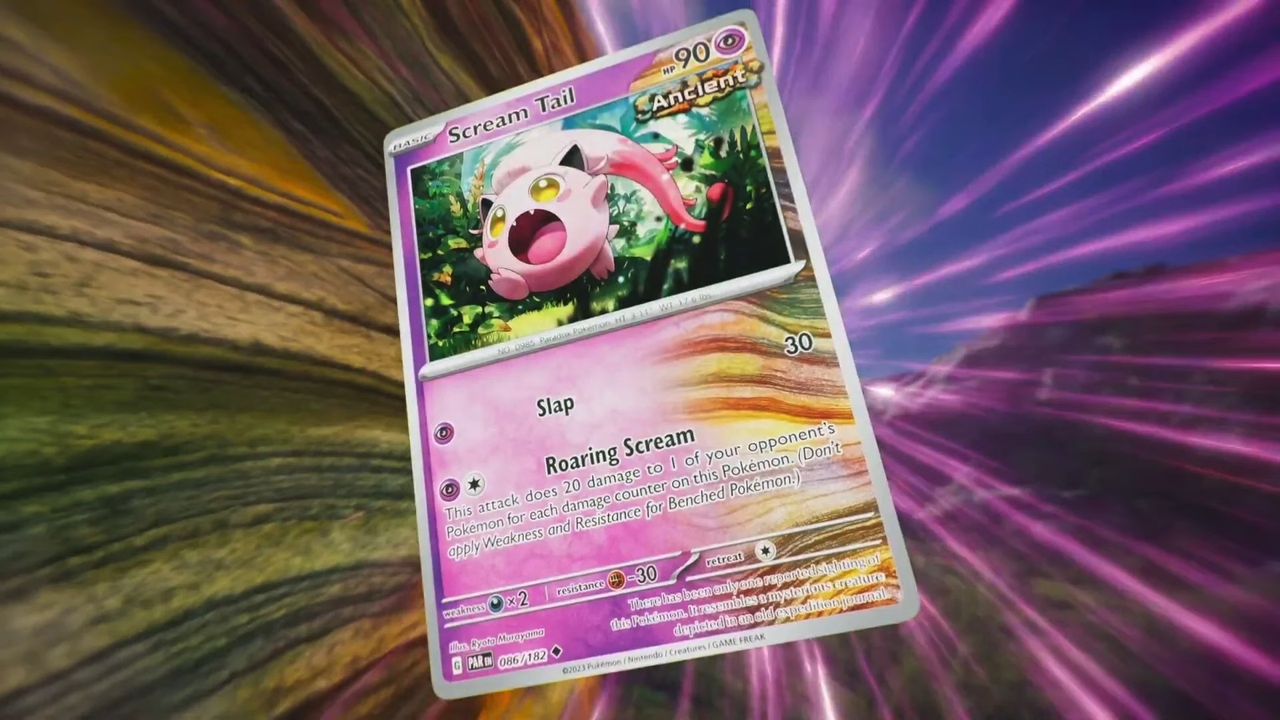 BASIC Scream Tail HP 90
Ancient
NO. 0985 Paradox Pokémon HT: 3'11" WT: 17.6 lbs.
Slap 30
Roaring Scream
This attack does 20 damage to 1 of your opponent's
Pokémon for each damage counter on this Pokémon. (Don't
apply Weakness and Resistance for Benched Pokémon.)
weakness ×2 resistance -30 retreat
There has been only one reported sighting of
this Pokémon. It resembles a mysterious creature
depicted in an old expedition journal.
Illus. Ryota Murayama
G PAR EN 086/182
©2023 Pokémon / Nintendo / Creatures / GAME FREAK